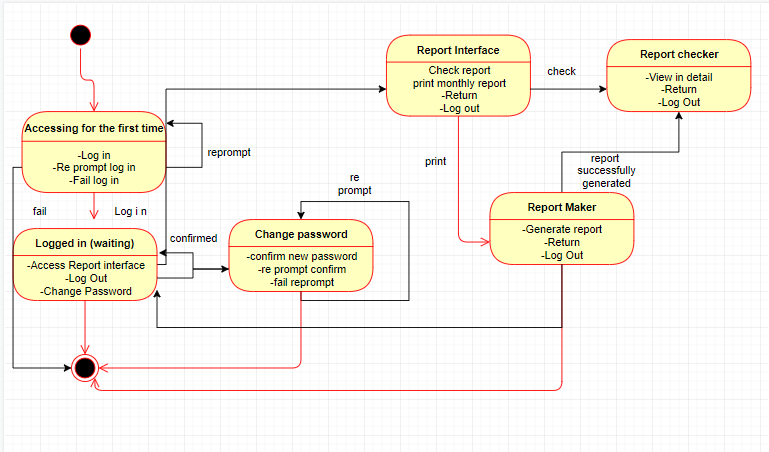 Report Interface
Check report
print monthly report
-Return
-Log out
check
Report checker
-View in detail
-Return
-Log Out
Accessing for the first time
-Log in
-Re prompt log in
-Fail log in
reprompt
print
re
prompt
report
successfully
generated
fail
Log i n
Report Maker
-Generate report
-Return
-Log Out
Logged in (waiting)
-Access Report interface
-Log Out
-Change Password
confirmed
Change password
-confirm new password
-re prompt confirm
-fail reprompt